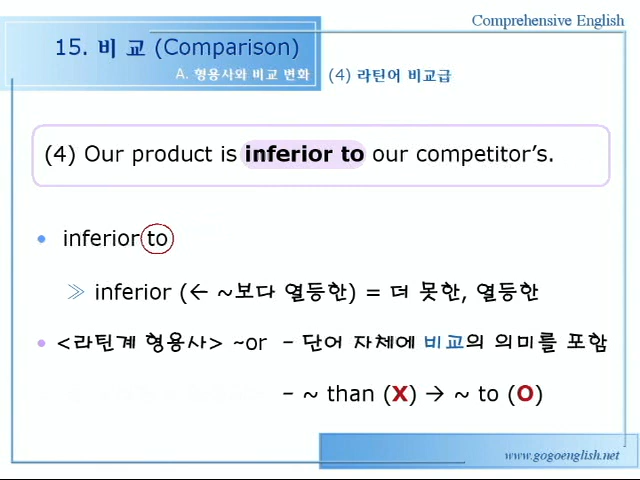 Comprehensive English
15. 비 교 (Comparison)
A. 형용사와 비교 변화
(4) 라틴어 비교급
(4) Our product is inferior to our competitor’s.
• inferior to
≫ inferior (← ~보다 열등한) = 더 못한, 열등한
• <라틴계 형용사> ~or – 단어 자체에 비교의 의미를 포함
– ~ than (X) → ~ to (O)
www.gogoenglish.net